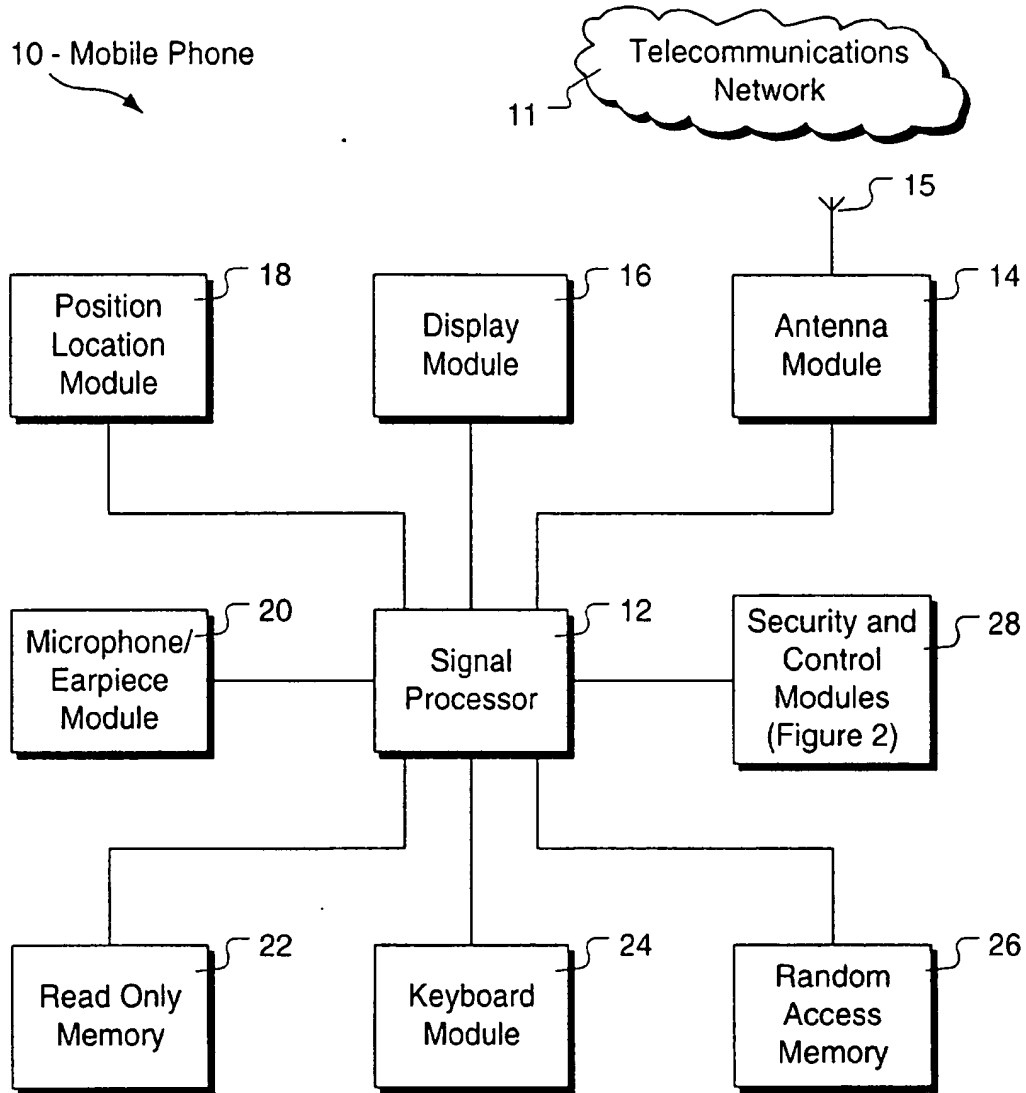 10 - Mobile Phone
Telecommunications
Network
11
15
18
Position
Location
Module
16
Display
Module
14
Antenna
Module
20
Microphone/
Earpiece
Module
12
Signal
Processor
28
Security and
Control
Modules
(Figure 2)
22
Read Only
Memory
24
Keyboard
Module
26
Random
Access
Memory